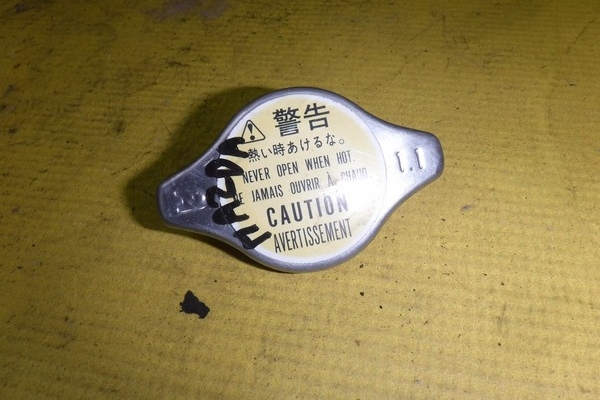 警告
熱い時あけるな。
NEVER OPEN WHEN HOT.
JAMAIS OUVRIR À CHAUD.
CAUTION
AVERTISSEMENT
1.1